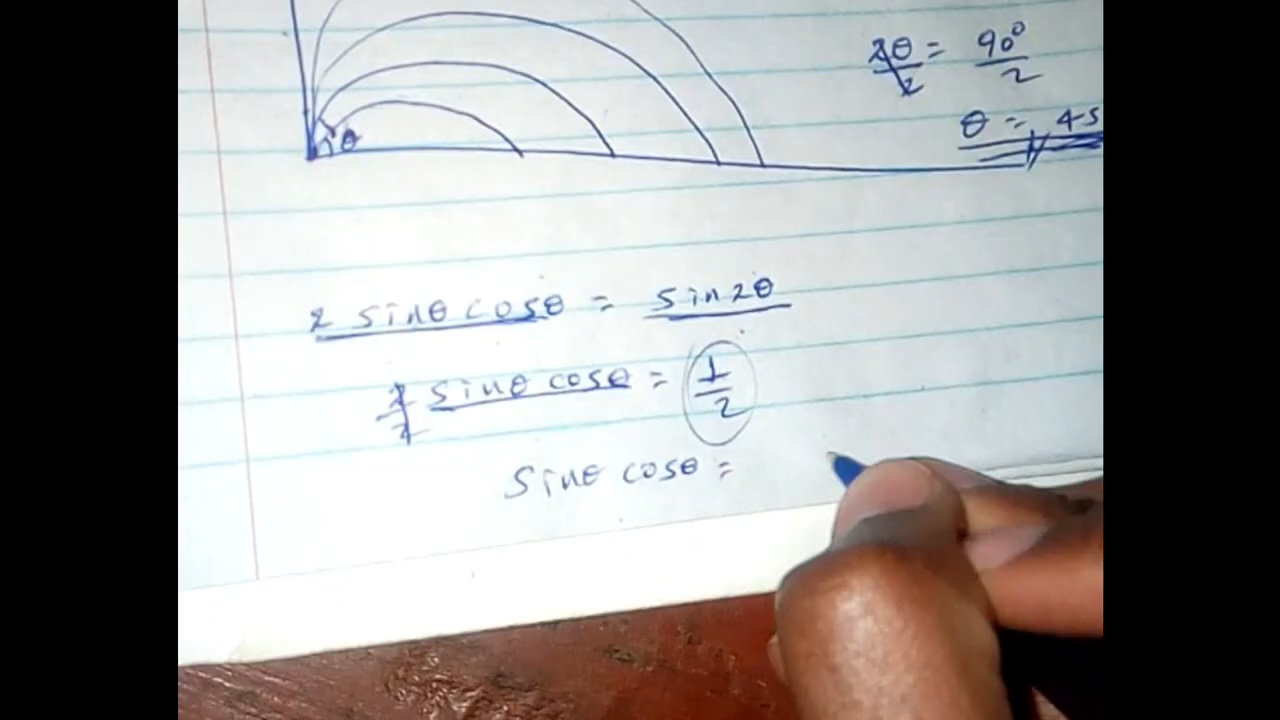 2θ/2 = 90°/2
θ = 45
θ
2 sinθ cosθ = sin2θ
2/2 sinθ cosθ = 1/2
sinθ cosθ =